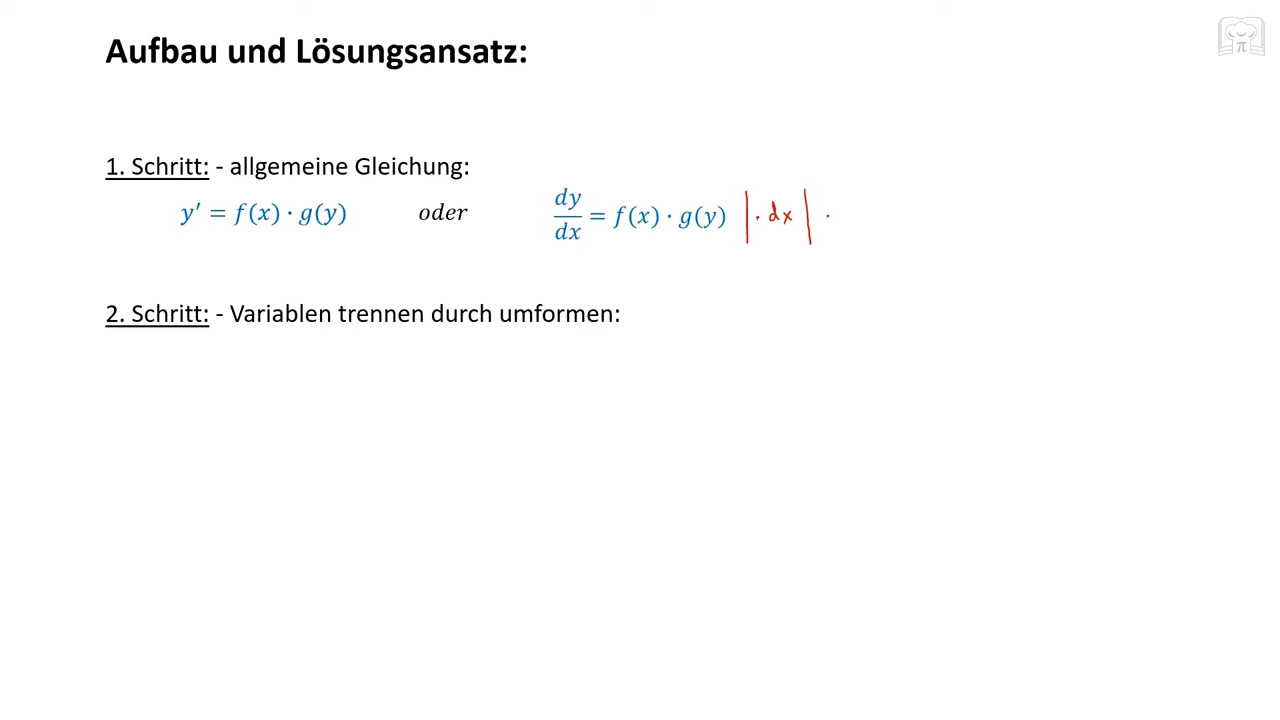 Aufbau und Lösungsansatz:
1. Schritt: - allgemeine Gleichung:
y′ = f(x) · g(y) oder dy/dx = f(x) · g(y) | · dx | ·
2. Schritt: - Variablen trennen durch umformen:
π